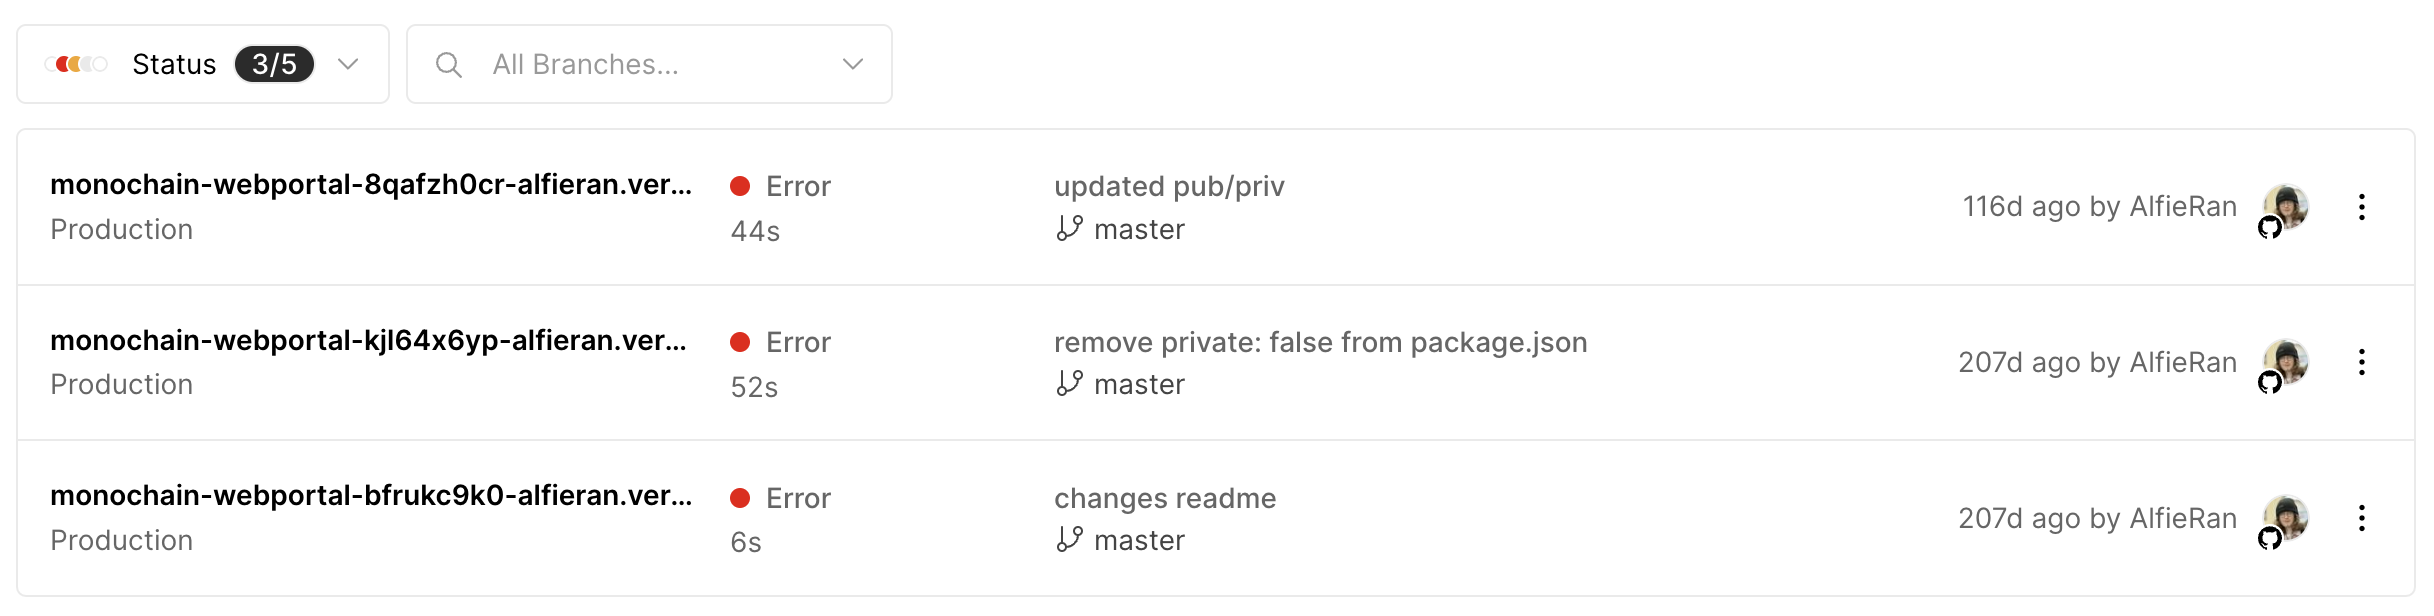 Status 3/5
All Branches...
monochain-webportal-8qafzh0cr-alfieran.ver...
Error
updated pub/priv
116d ago by AlfieRan
Production
44s
master
monochain-webportal-kjl64x6yp-alfieran.ver...
Error
remove private: false from package.json
207d ago by AlfieRan
Production
52s
master
monochain-webportal-bfrukc9k0-alfieran.ver...
Error
changes readme
207d ago by AlfieRan
Production
6s
master